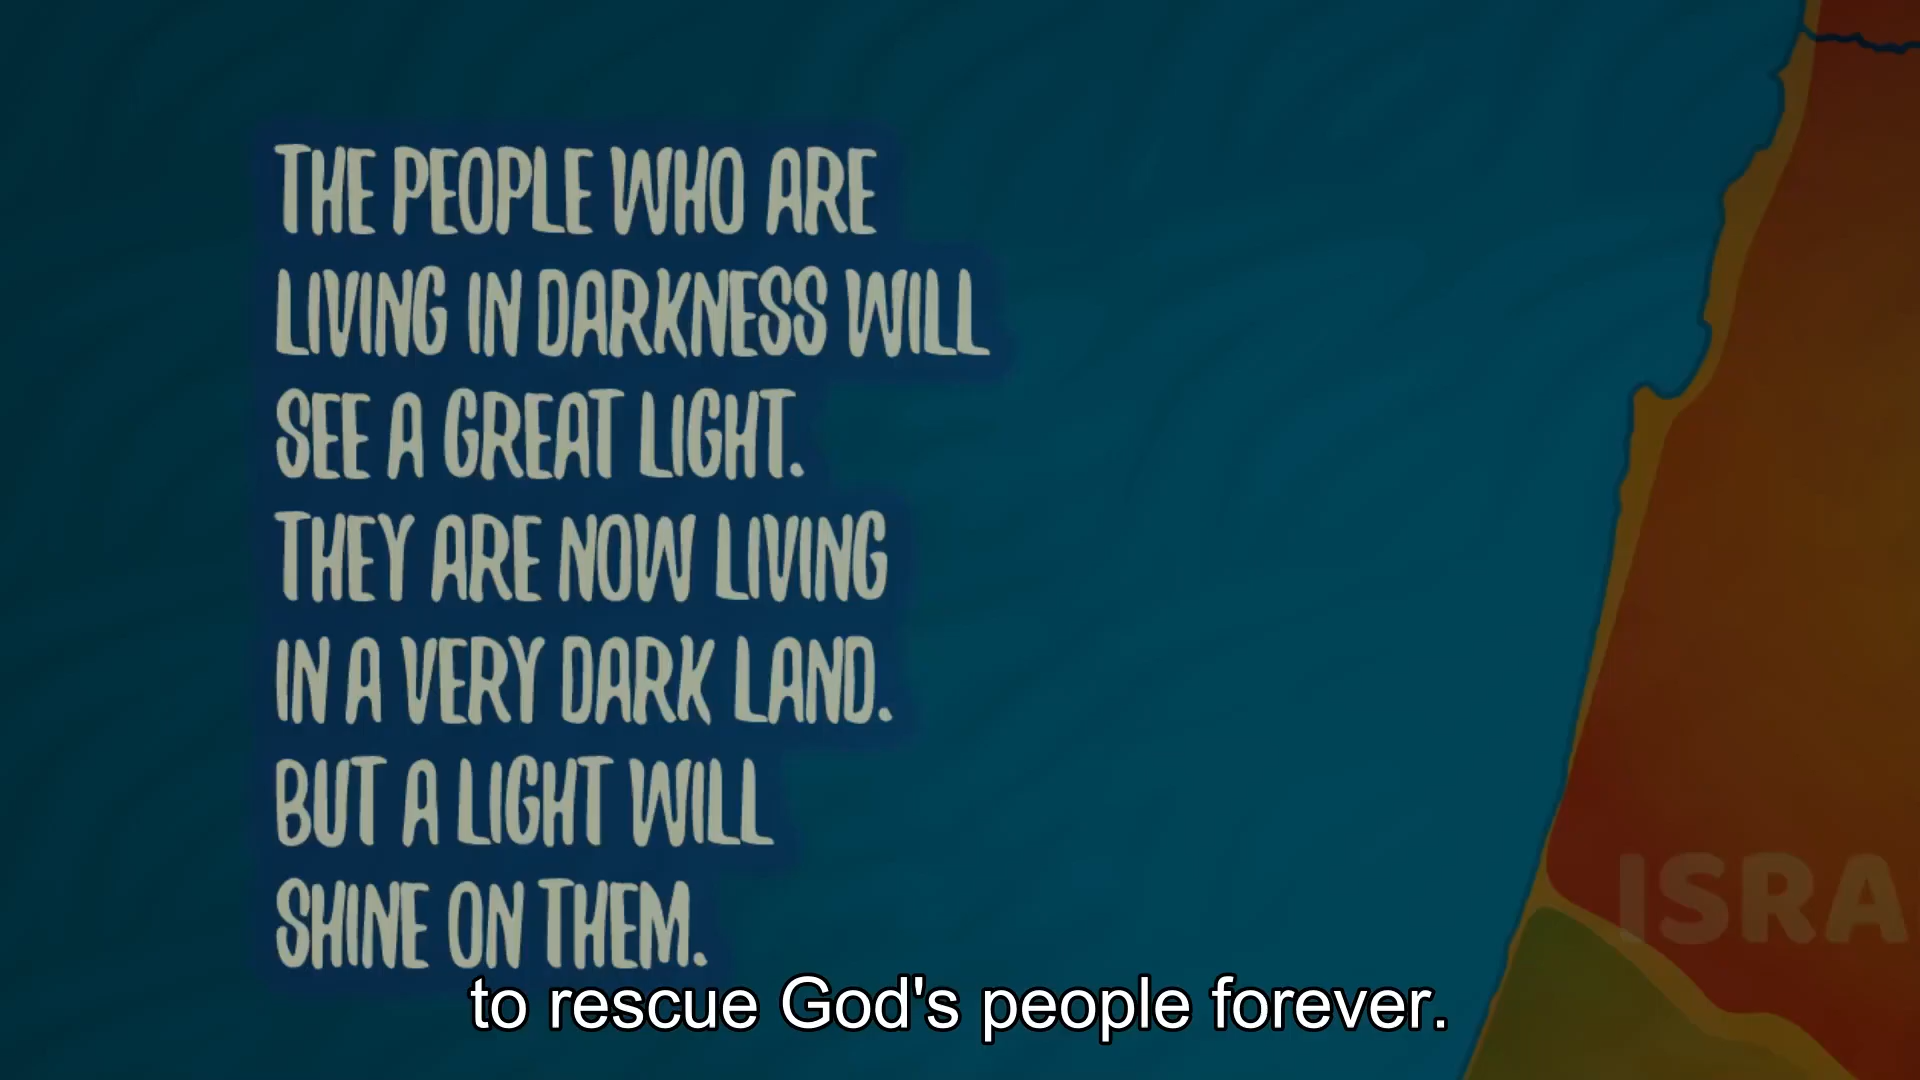 THE PEOPLE WHO ARE
LIVING IN DARKNESS WILL
SEE A GREAT LIGHT.
THEY ARE NOW LIVING
IN A VERY DARK LAND.
BUT A LIGHT WILL
SHINE ON THEM.
ISRA
to rescue God's people forever.